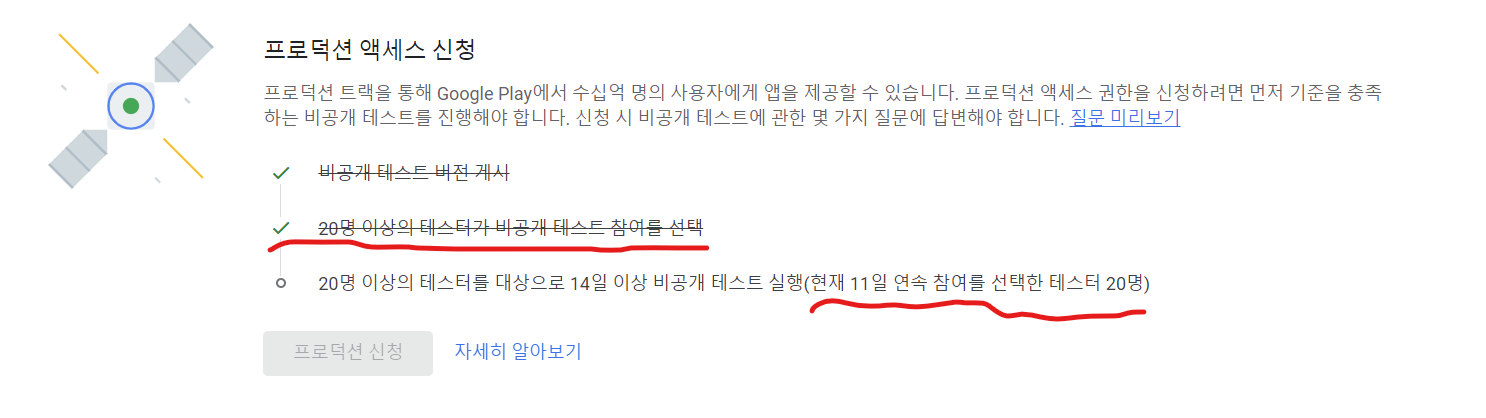 프로덕션 액세스 신청
프로덕션 트랙을 통해 Google Play에서 수십억 명의 사용자에게 앱을 제공할 수 있습니다. 프로덕션 액세스 권한을 신청하려면 먼저 기준을 충족
하는 비공개 테스트를 진행해야 합니다. 신청 시 비공개 테스트에 관한 몇 가지 질문에 답변해야 합니다. 질문 미리보기
비공개 테스트 버전 게시
20명 이상의 테스터가 비공개 테스트 참여를 선택
20명 이상의 테스터를 대상으로 14일 이상 비공개 테스트 실행(현재 11일 연속 참여를 선택한 테스터 20명)
프로덕션 신청 자세히 알아보기